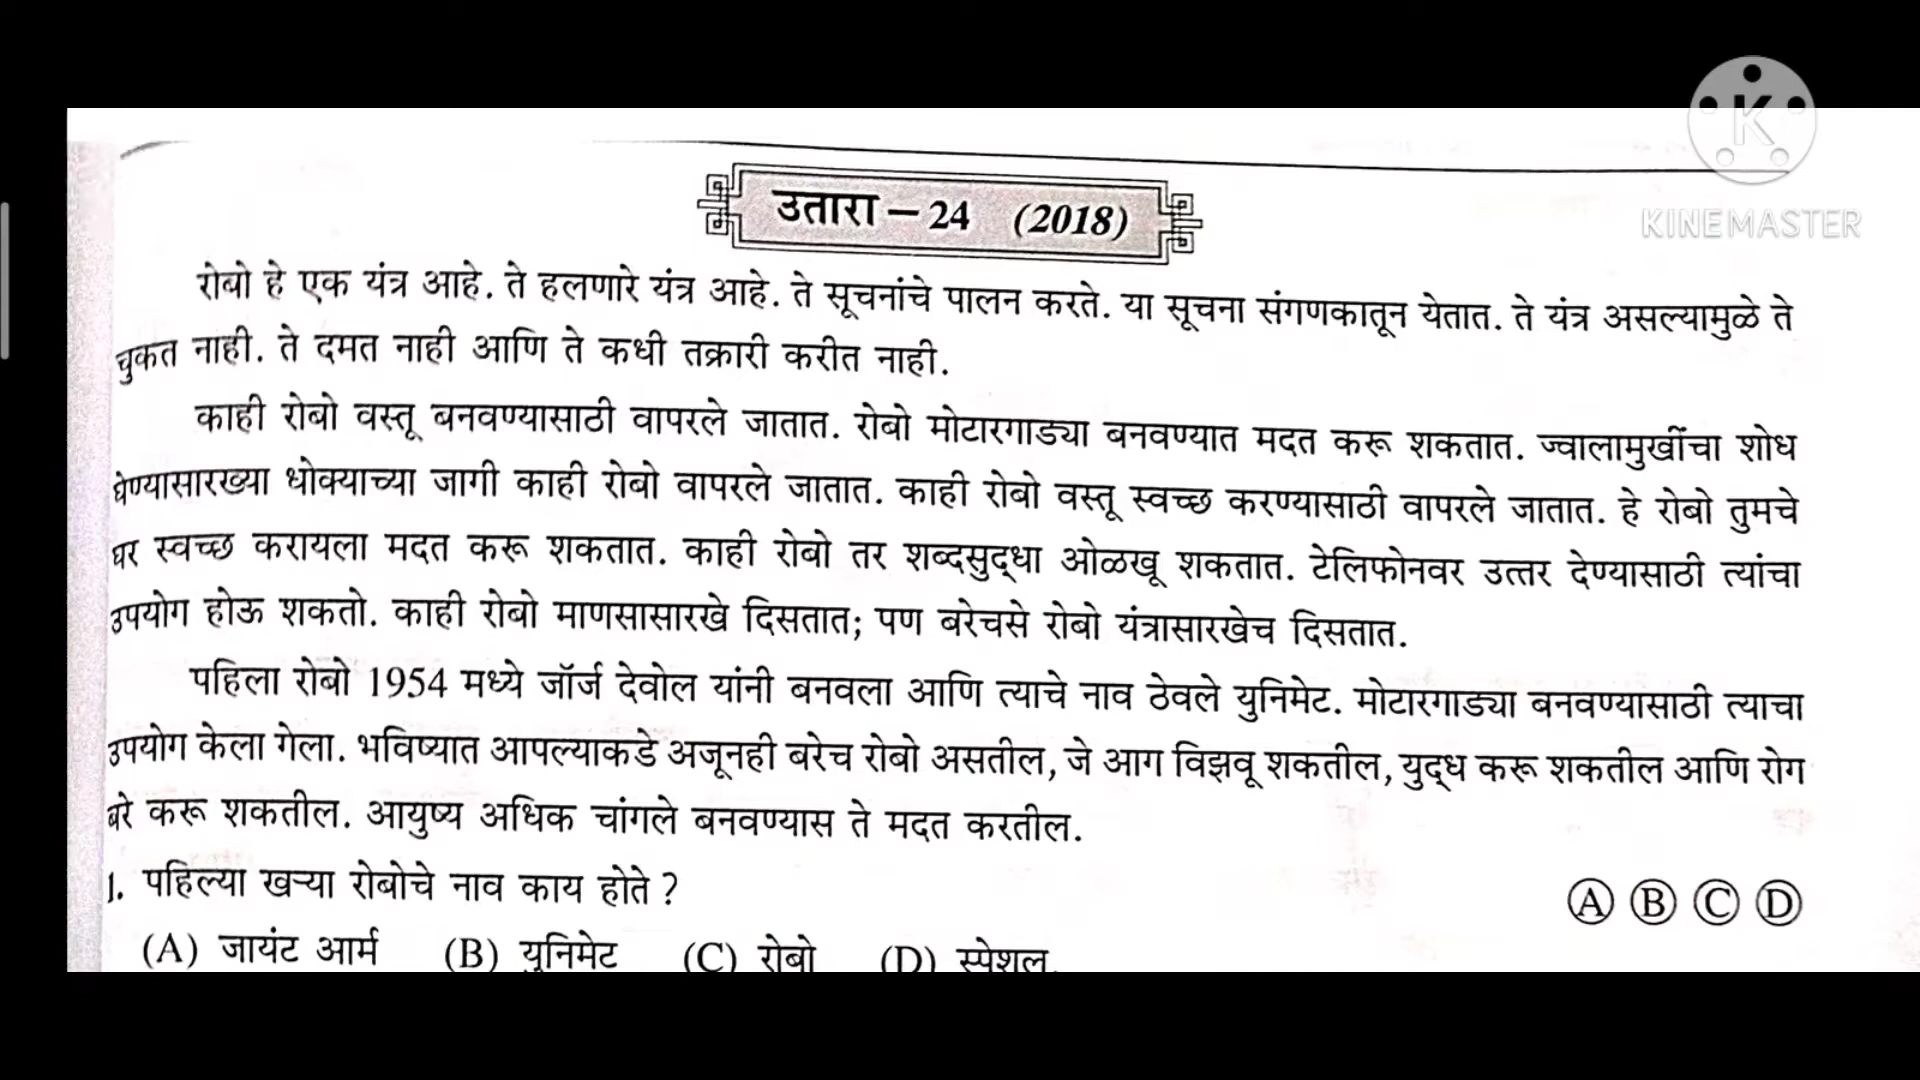 K
KINEMASTER
उतारा – 24 (2018)
रोबो हे एक यंत्र आहे. ते हलणारे यंत्र आहे. ते सूचनांचे पालन करते. या सूचना संगणकातून येतात. ते यंत्र असल्यामुळे ते
चुकत नाही. ते दमत नाही आणि ते कधी तक्रारी करीत नाही.
काही रोबो वस्तू बनवण्यासाठी वापरले जातात. रोबो मोटारगाड्या बनवण्यात मदत करू शकतात. ज्वालामुखींचा शोध
घेण्यासारख्या धोक्याच्या जागी काही रोबो वापरले जातात. काही रोबो वस्तू स्वच्छ करण्यासाठी वापरले जातात. हे रोबो तुमचे
घर स्वच्छ करायला मदत करू शकतात. काही रोबो तर शब्दसुद्धा ओळखू शकतात. टेलिफोनवर उत्तर देण्यासाठी त्यांचा
उपयोग होऊ शकतो. काही रोबो माणसासारखे दिसतात; पण बरेचसे रोबो यंत्रासारखेच दिसतात.
पहिला रोबो 1954 मध्ये जॉर्ज देवोल यांनी बनवला आणि त्याचे नाव ठेवले युनिमेट. मोटारगाड्या बनवण्यासाठी त्याचा
उपयोग केला गेला. भविष्यात आपल्याकडे अजूनही बरेच रोबो असतील, जे आग विझवू शकतील, युद्ध करू शकतील आणि रोग
बरे करू शकतील. आयुष्य अधिक चांगले बनवण्यास ते मदत करतील.
1. पहिल्या खऱ्या रोबोचे नाव काय होते ? Ⓐ Ⓑ Ⓒ Ⓓ
(A) जायंट आर्म (B) युनिमेट (C) रोबो (D) स्पेशल